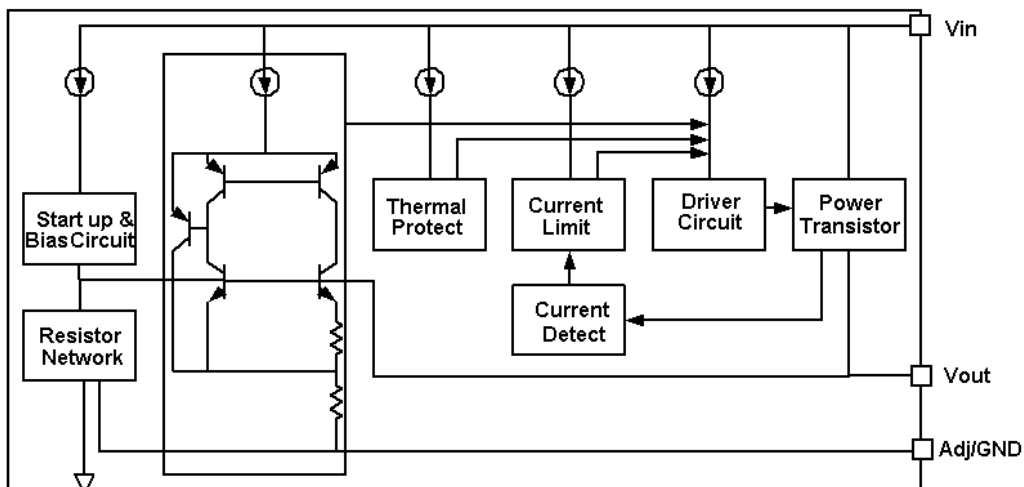 Vin
Start up &
Bias Circuit
Thermal
Protect
Current
Limit
Driver
Circuit
Power
Transistor
Resistor
Network
Current
Detect
Vout
Adj/GND